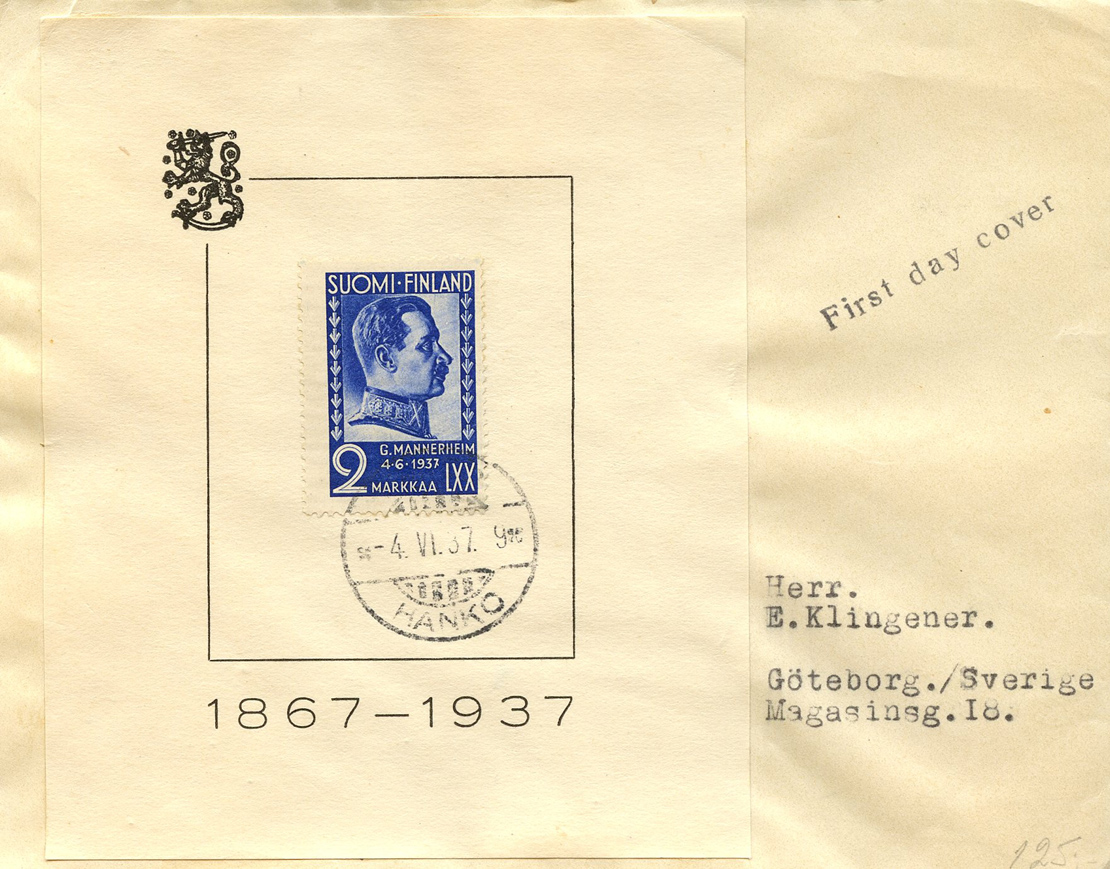 SUOMI·FINLAND
G. MANNERHEIM
4·6·1937
2 MARKKAA LXX
-4. VI. 37. 9
HANKO
1867–1937
First day cover
Herr.
E.Klingener.
Göteborg./Sverige
Magasinsg.I8.
125.-